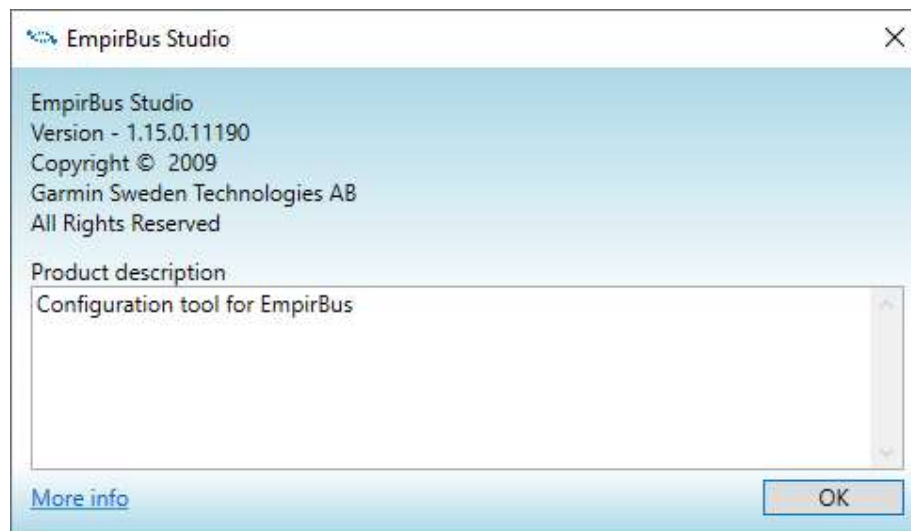 EmpirBus Studio
EmpirBus Studio
Version - 1.15.0.11190
Copyright ©  2009
Garmin Sweden Technologies AB
All Rights Reserved
Product description
Configuration tool for EmpirBus
More info
OK